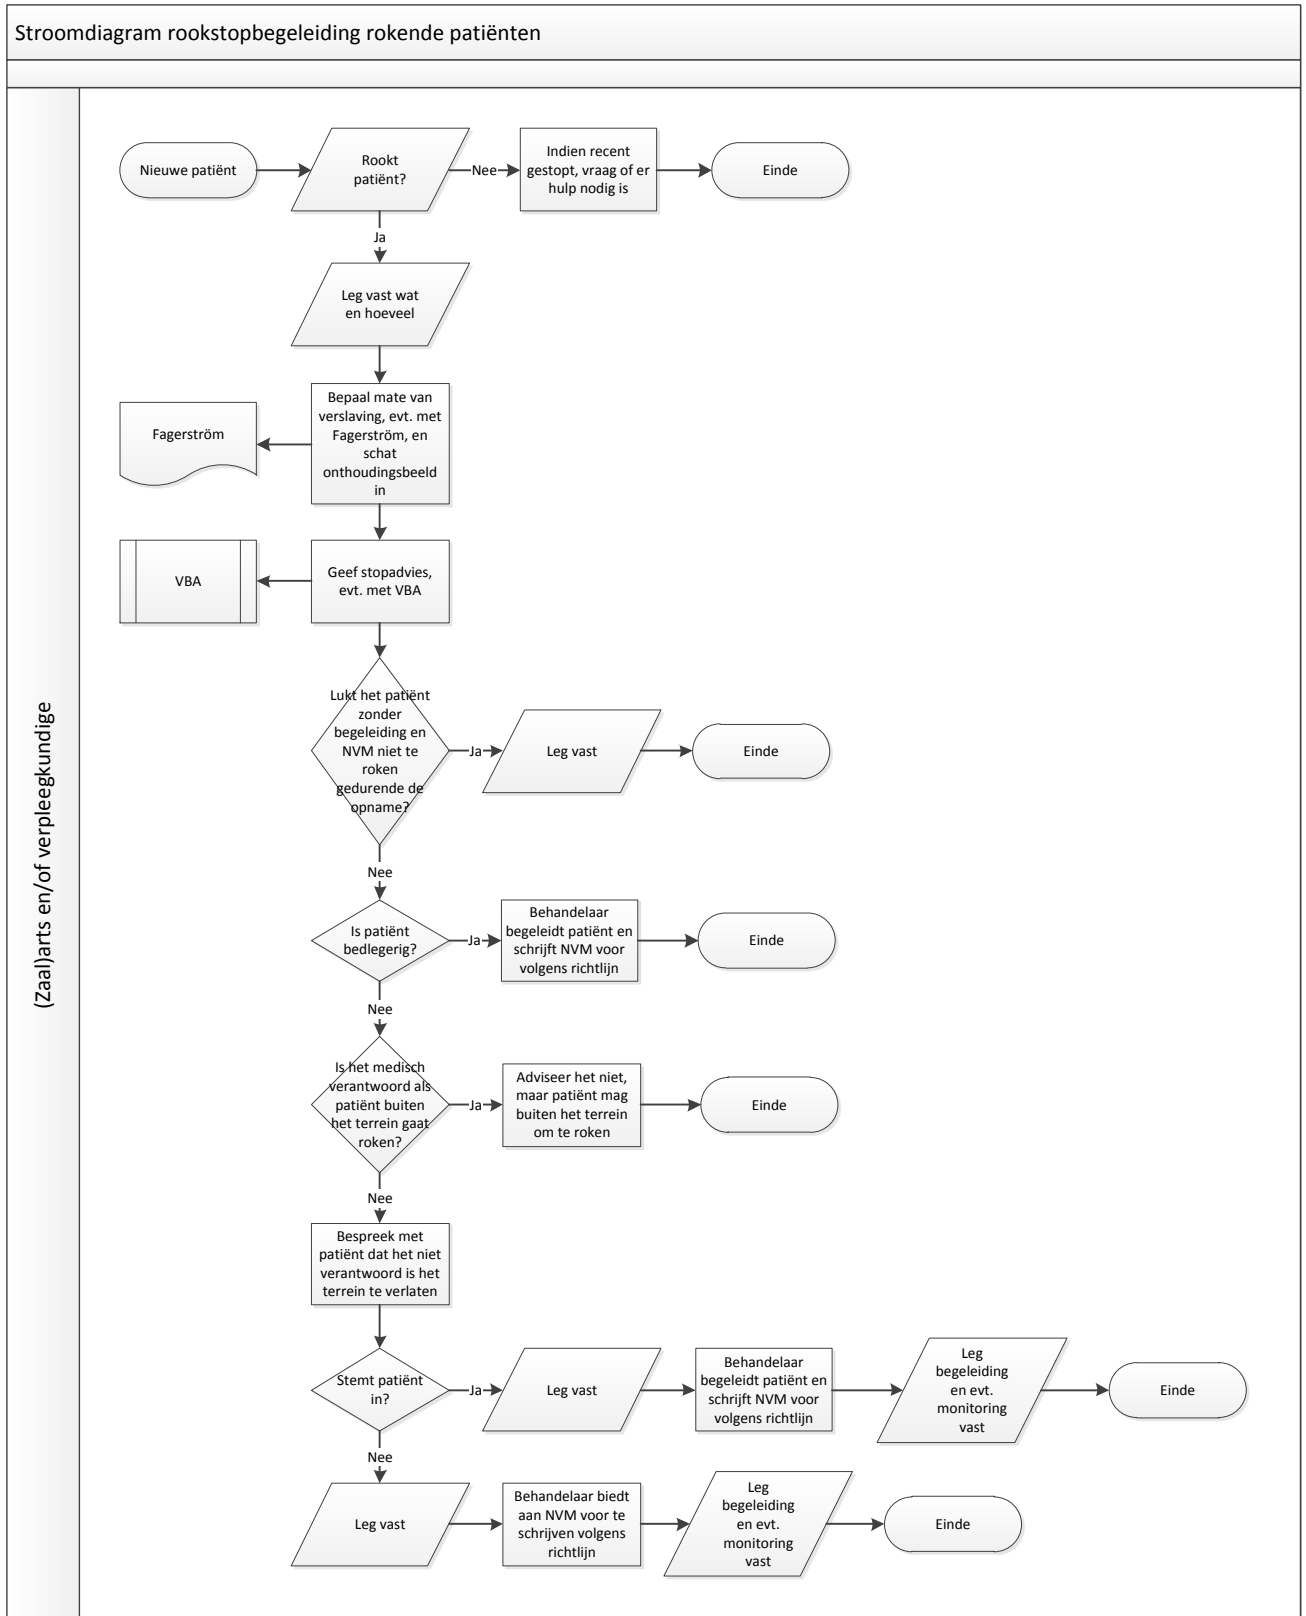 Stroomdiagram rookstopbegeleiding rokende patiënten
(Zaal)arts en/of verpleegkundige
Nieuwe patiënt
Rookt
patiënt?
Nee
Indien recent
gestopt, vraag of er
hulp nodig is
Einde
Ja
Leg vast wat
en hoeveel
Bepaal mate van
verslaving, evt. met
Fagerström, en
schat
onthoudingsbeeld
in
Fagerström
Geef stopadvies,
evt. met VBA
VBA
Lukt het patiënt
zonder
begeleiding en
NVM niet te
roken
gedurende de
opname?
Ja
Leg vast
Einde
Nee
Is patiënt
bedlegerig?
Ja
Behandelaar
begeleidt patiënt en
schrijft NVM voor
volgens richtlijn
Einde
Nee
Is het medisch
verantwoord als
patiënt buiten
het terrein gaat
roken?
Ja
Adviseer het niet,
maar patiënt mag
buiten het terrein
om te roken
Einde
Nee
Bespreek met
patiënt dat het niet
verantwoord is het
terrein te verlaten
Stemt patiënt
in?
Ja
Leg vast
Behandelaar
begeleidt patiënt en
schrijft NVM voor
volgens richtlijn
Leg
begeleiding
en evt.
monitoring
vast
Einde
Nee
Leg vast
Behandelaar biedt
aan NVM voor te
schrijven volgens
richtlijn
Leg
begeleiding
en evt.
monitoring
vast
Einde